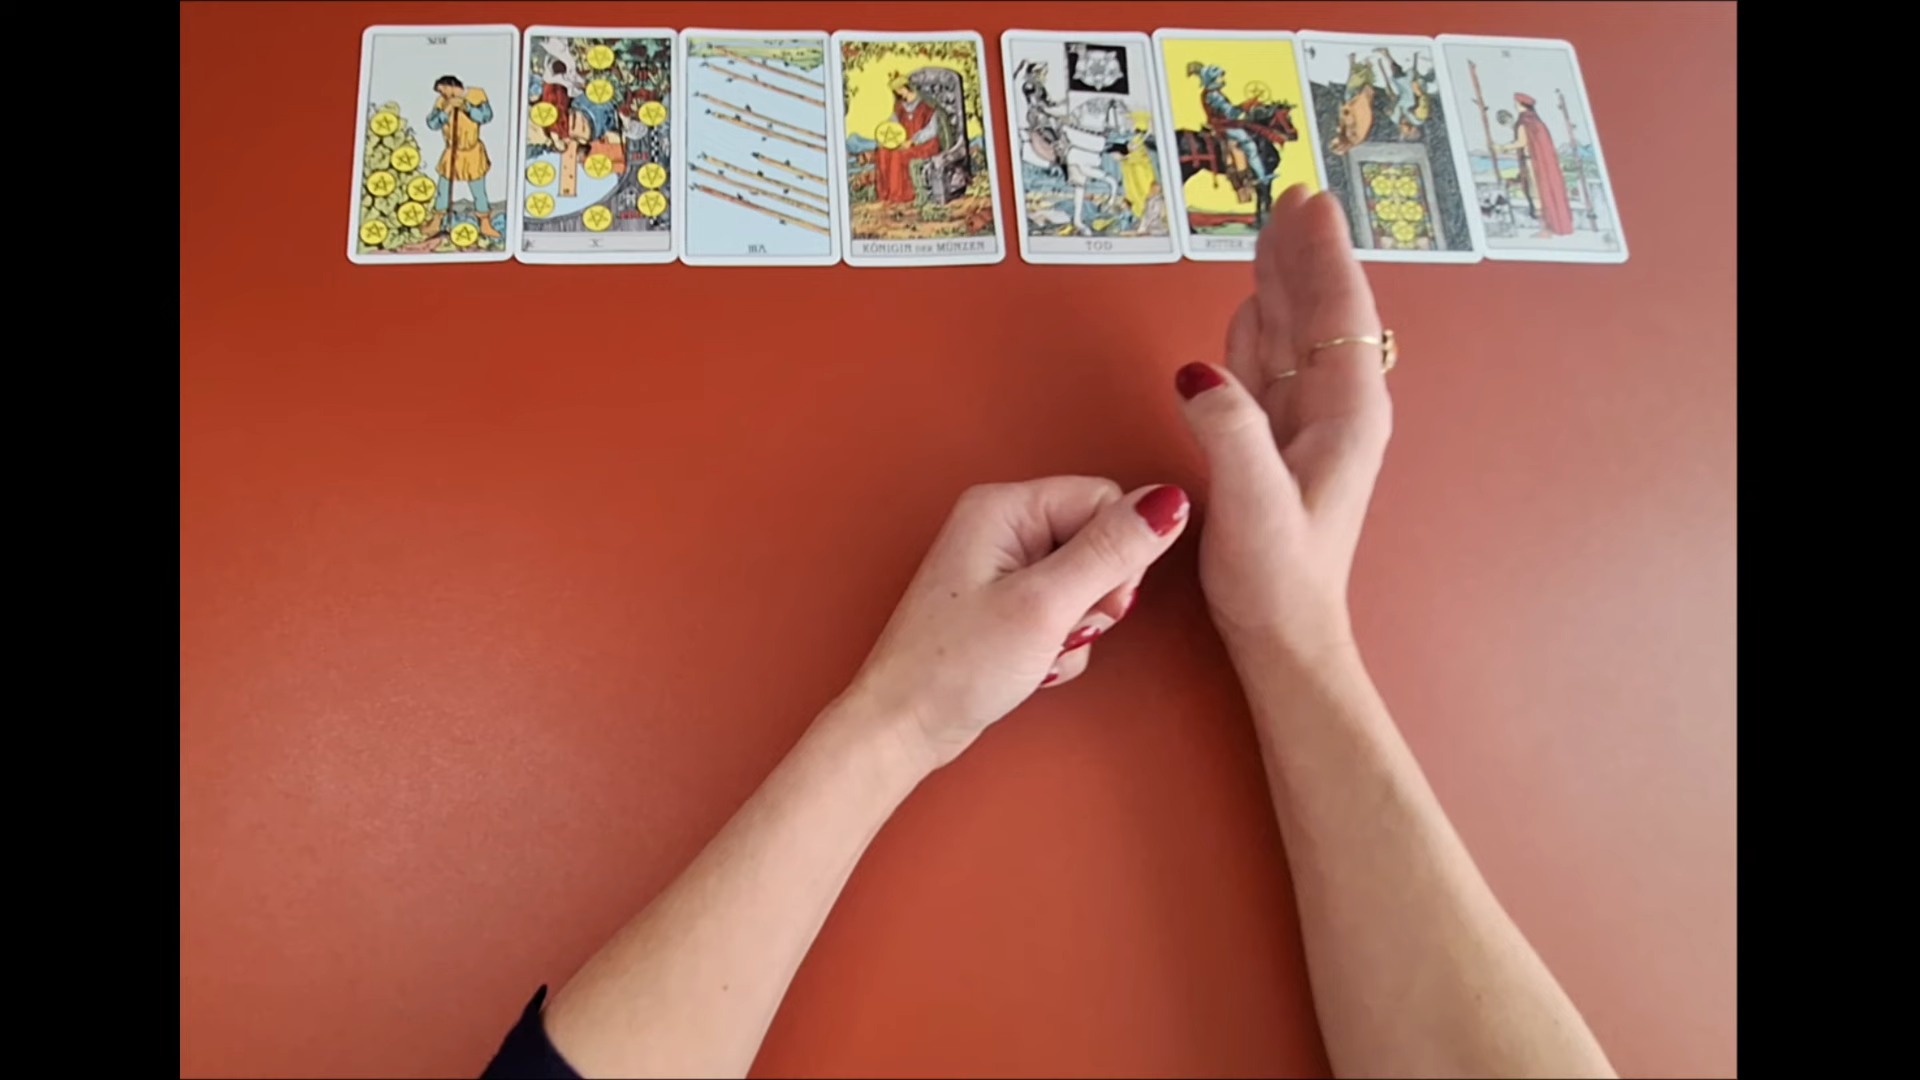 VII
X
VIII
KÖNIGIN DER MÜNZEN
TOD
RITTER